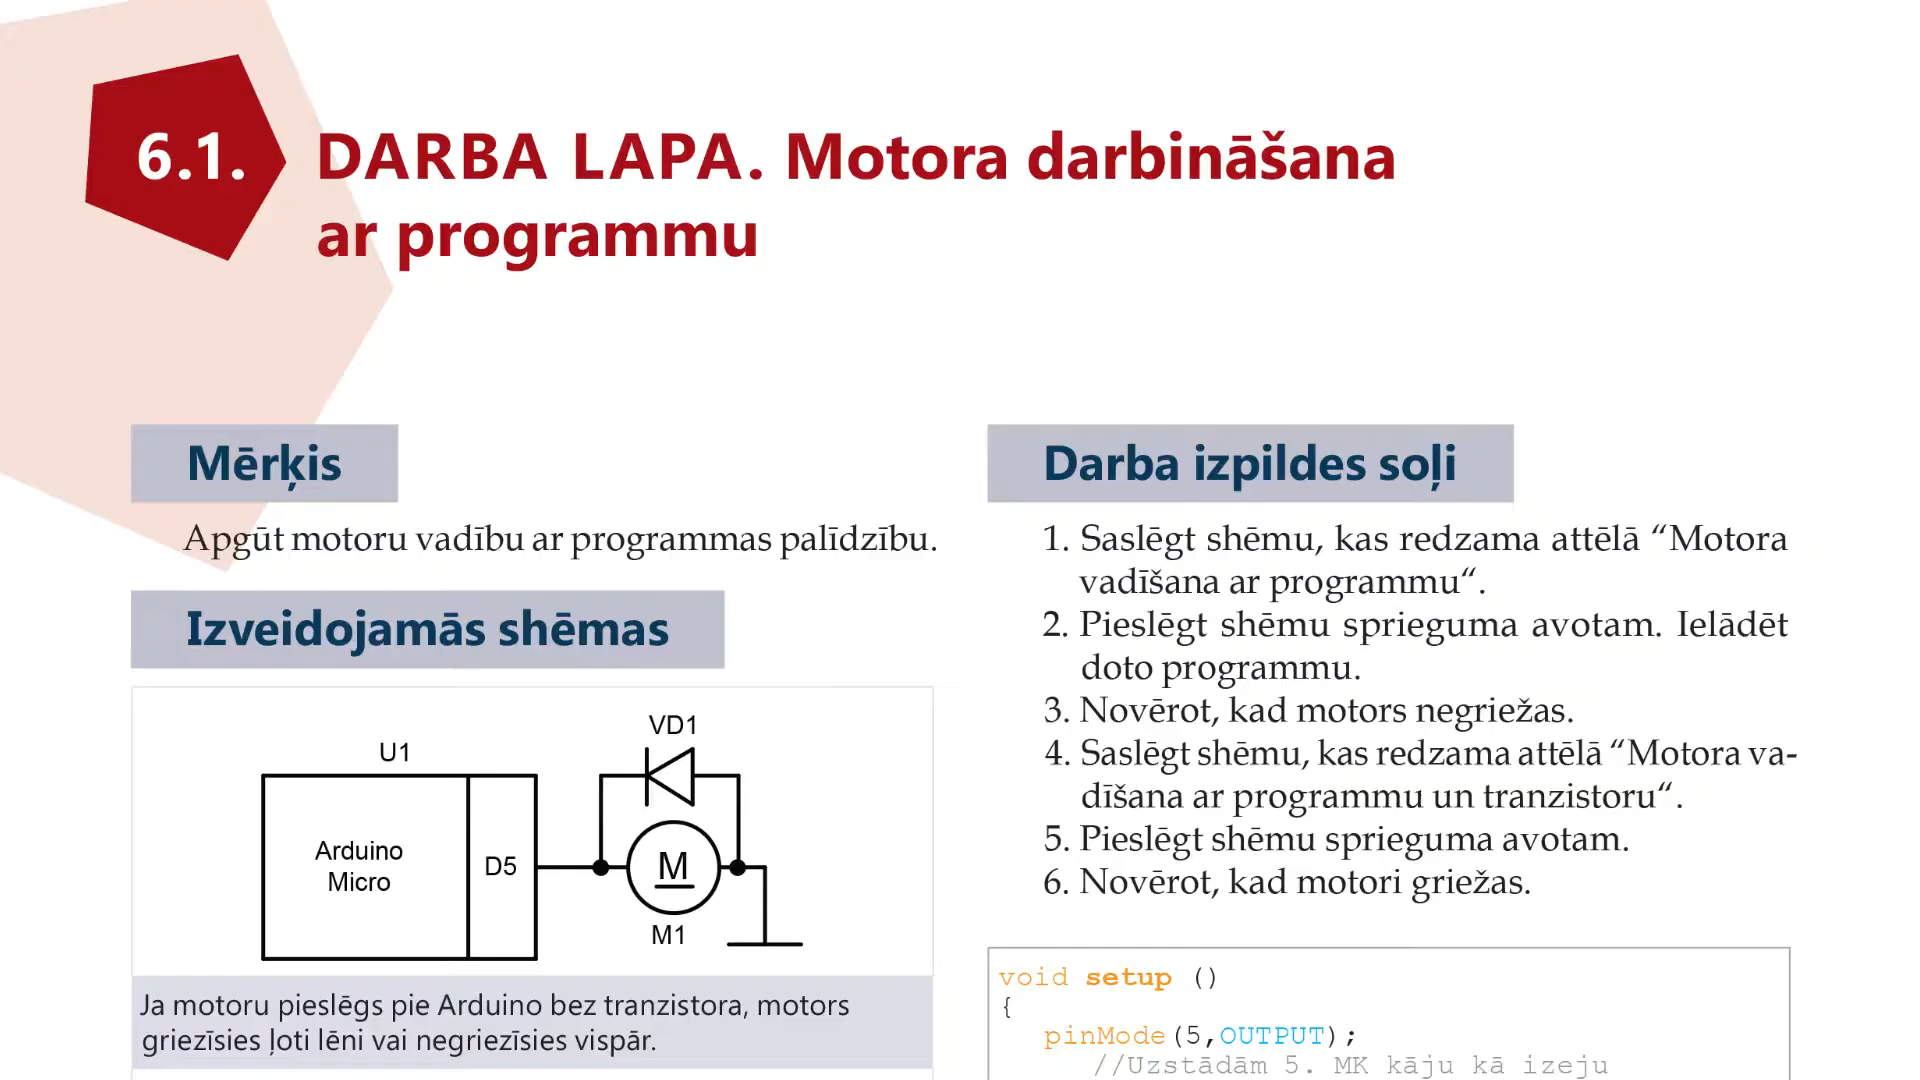 6.1.
DARBA LAPA. Motora darbināšana
ar programmu
Mērķis
Apgūt motoru vadību ar programmas palīdzību.
Izveidojamās shēmas
VD1
U1
Arduino
Micro
D5
M
M1
Ja motoru pieslēgs pie Arduino bez tranzistora, motors
griezīsies ļoti lēni vai negriezīsies vispār.
Darba izpildes soļi
1. Saslēgt shēmu, kas redzama attēlā “Motora
vadīšana ar programmu“.
2. Pieslēgt shēmu sprieguma avotam. Ielādēt
doto programmu.
3. Novērot, kad motors negriežas.
4. Saslēgt shēmu, kas redzama attēlā “Motora va-
dīšana ar programmu un tranzistoru“.
5. Pieslēgt shēmu sprieguma avotam.
6. Novērot, kad motori griežas.
void setup ()
{
pinMode(5,OUTPUT);
//Uzstādām 5. MK kāju kā izeju